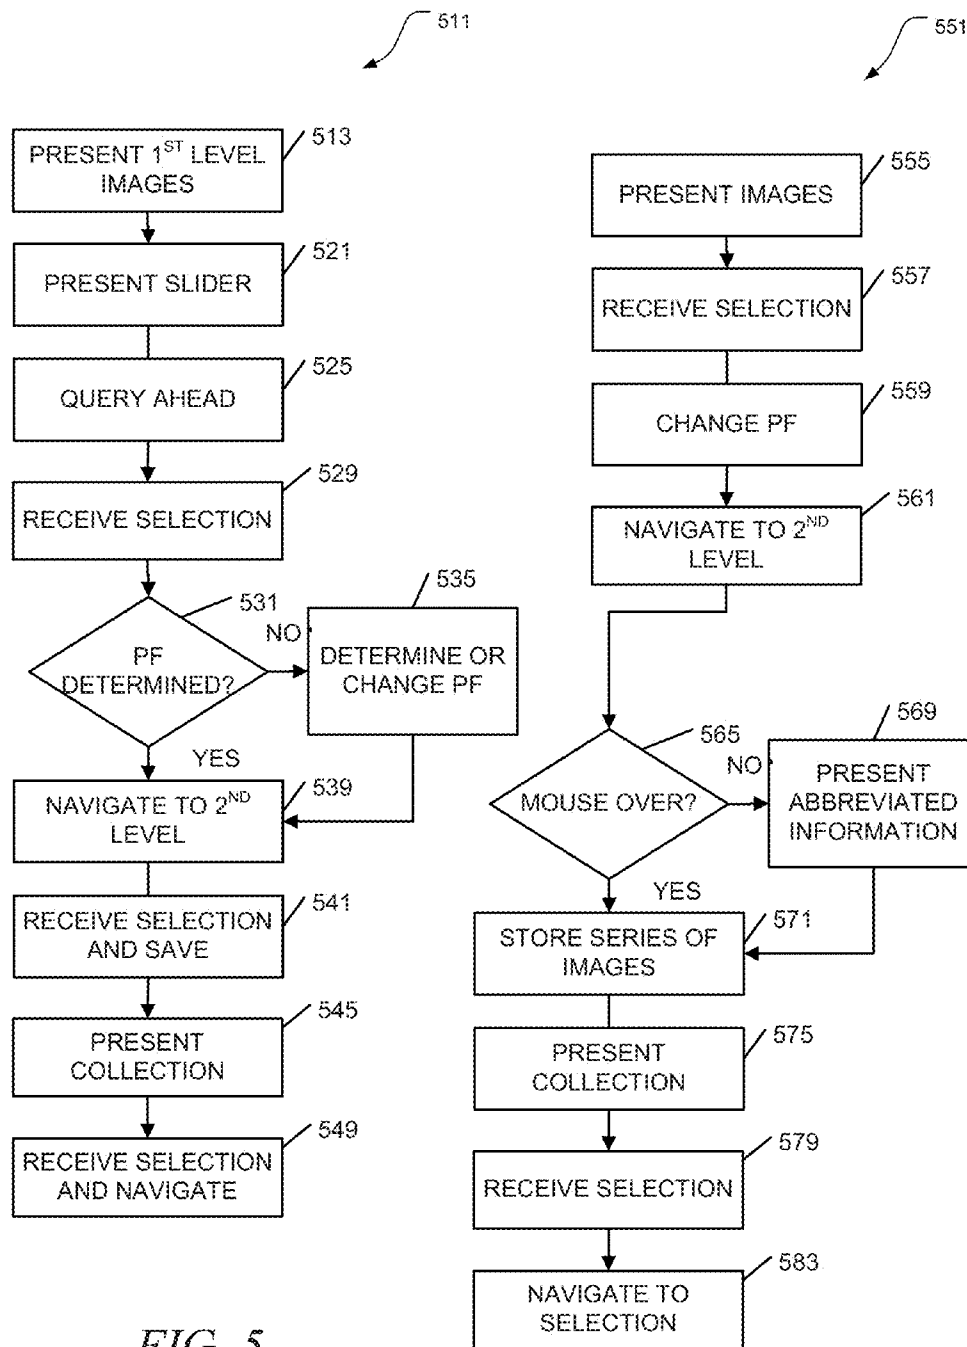 511
513
PRESENT 1ST LEVEL
IMAGES
521
PRESENT SLIDER
525
QUERY AHEAD
529
RECEIVE SELECTION
531
PF
DETERMINED?
NO
535
DETERMINE OR
CHANGE PF
YES
539
NAVIGATE TO 2ND
LEVEL
541
RECEIVE SELECTION
AND SAVE
545
PRESENT
COLLECTION
549
RECEIVE SELECTION
AND NAVIGATE
551
555
PRESENT IMAGES
557
RECEIVE SELECTION
559
CHANGE PF
561
NAVIGATE TO 2ND
LEVEL
565
MOUSE OVER?
NO
569
PRESENT
ABBREVIATED
INFORMATION
YES
571
STORE SERIES OF
IMAGES
575
PRESENT
COLLECTION
579
RECEIVE SELECTION
583
NAVIGATE TO
SELECTION
FIG. 5